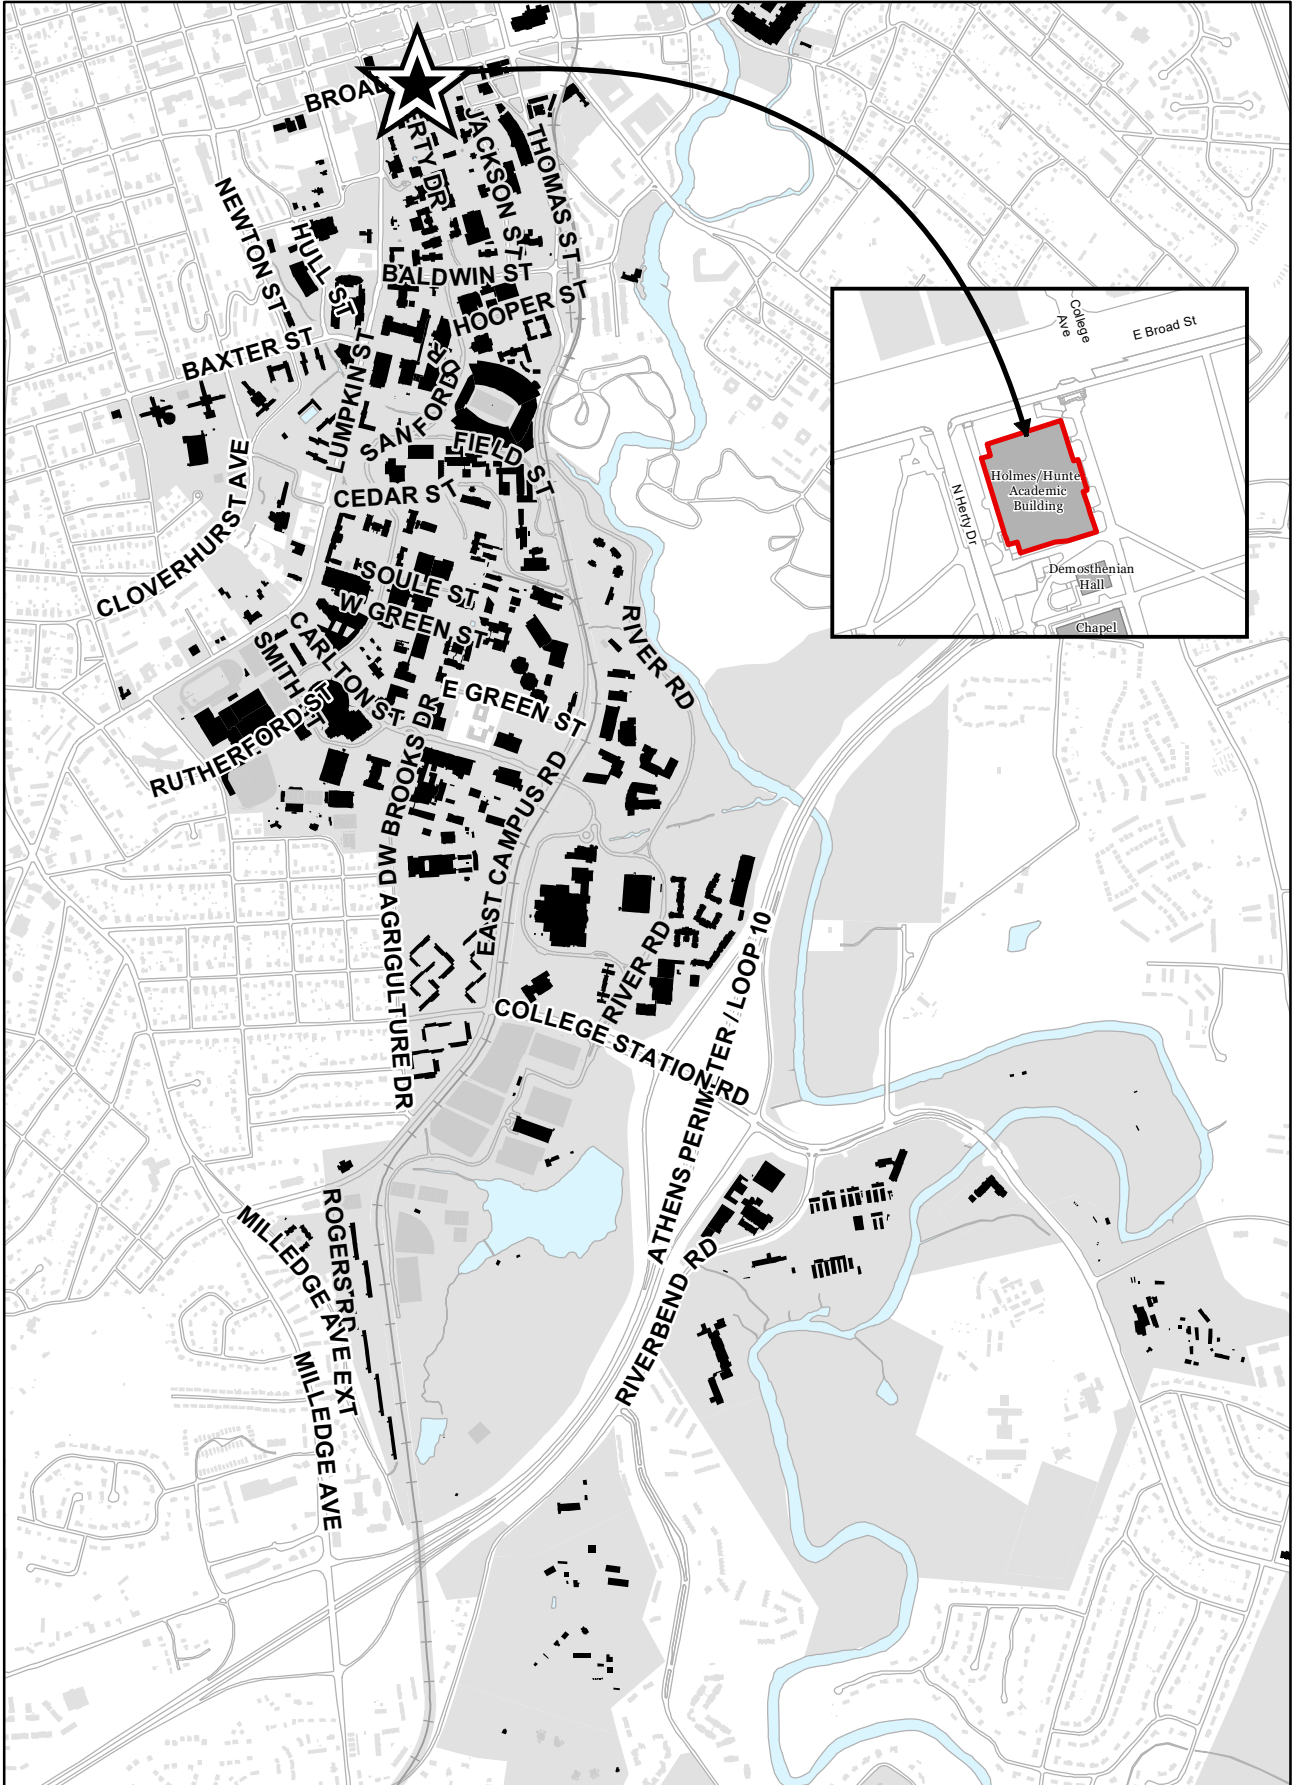 BROAD
ERTY DR
JACKSON ST
THOMAS ST
NEWTON ST
HULL ST
BALDWIN ST
HOOPER ST
BAXTER ST
LUMPKIN ST
SANFORD DR
FIELD ST
CEDAR ST
CLOVERHURST AVE
SOULE ST
W GREEN ST
CARLTON ST
SMITH ST
RUTHERFORD ST
E GREEN ST
RIVER RD
DW BROOKS DR
EAST CAMPUS RD
AGRIGULTURE DR
RIVER RD
COLLEGE STATION RD
ATHENS PERIMETER / LOOP 10
RIVERBEND RD
ROGERS RD
MILLEDGE AVE EXT
MILLEDGE AVE
College
Ave
E Broad St
N Herty Dr
Holmes/Hunte
Academic
Building
Demosthenian
Hall
Chapel